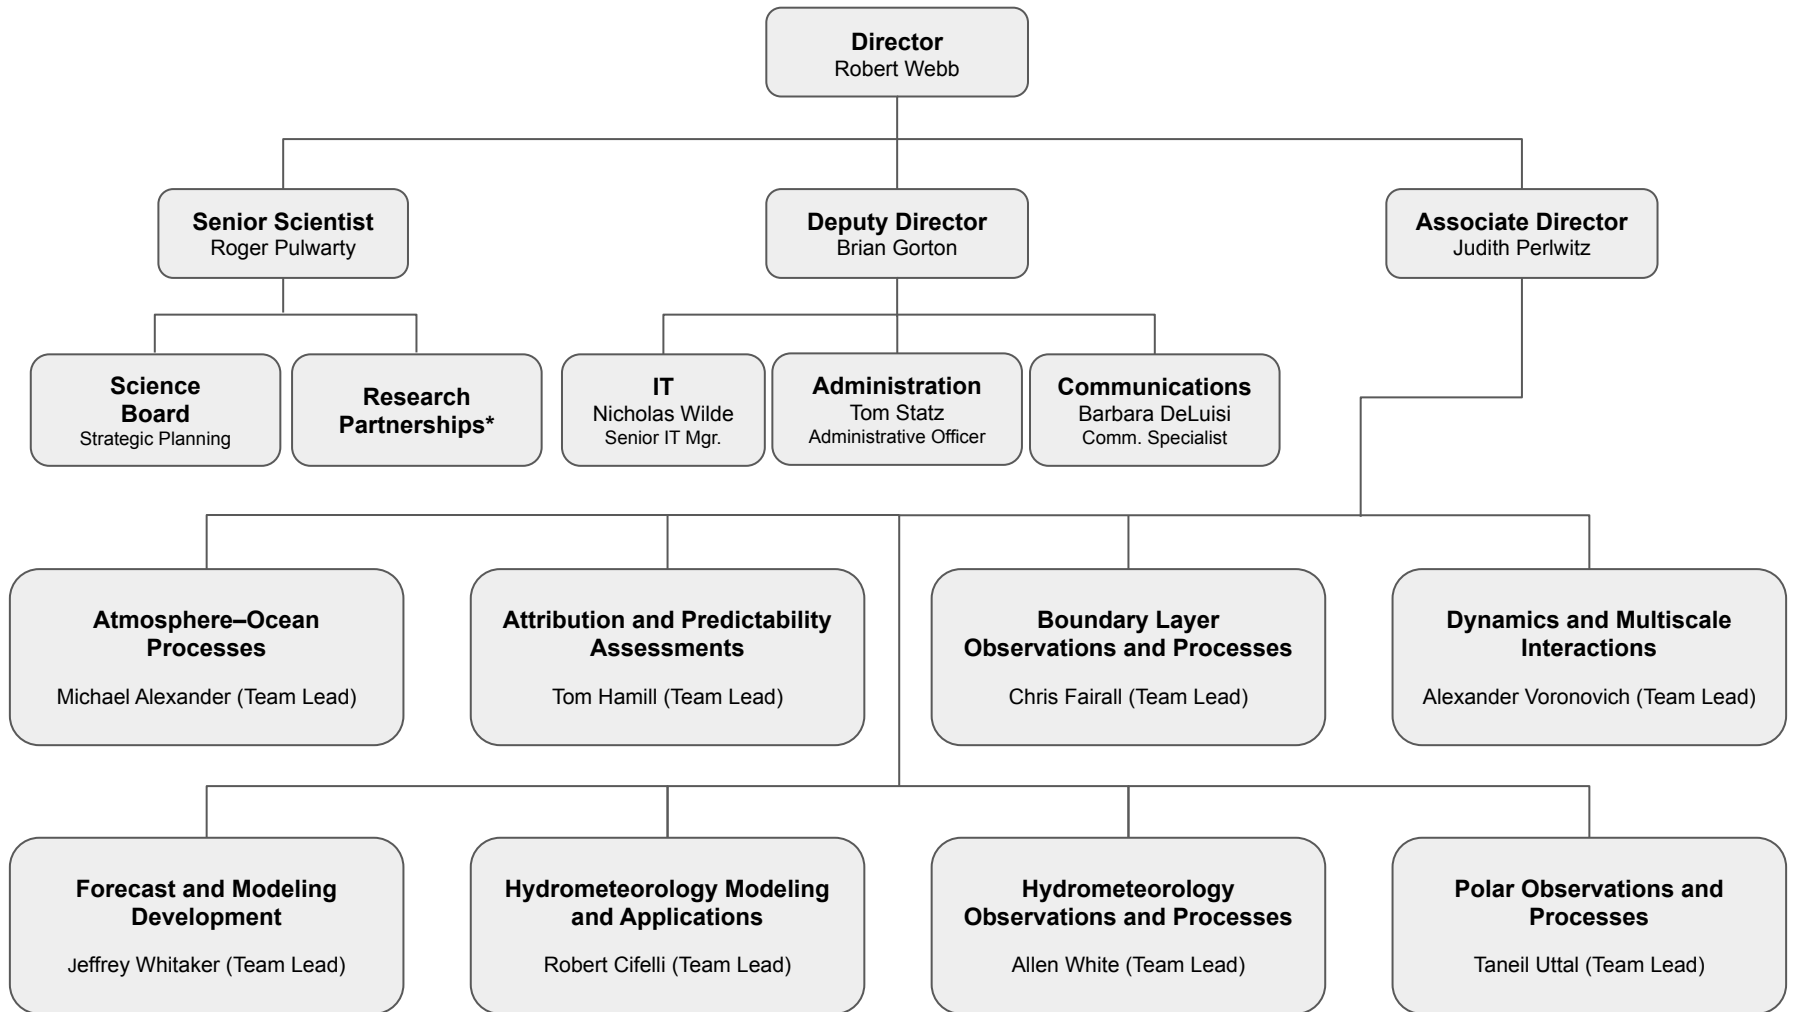 Director
Robert Webb
Senior Scientist
Roger Pulwarty
Deputy Director
Brian Gorton
Associate Director
Judith Perlwitz
Science
Board
Strategic Planning
Research
Partnerships*
IT
Nicholas Wilde
Senior IT Mgr.
Administration
Tom Statz
Administrative Officer
Communications
Barbara DeLuisi
Comm. Specialist
Atmosphere–Ocean
Processes
Michael Alexander (Team Lead)
Attribution and Predictability
Assessments
Tom Hamill (Team Lead)
Boundary Layer
Observations and Processes
Chris Fairall (Team Lead)
Dynamics and Multiscale
Interactions
Alexander Voronovich (Team Lead)
Forecast and Modeling
Development
Jeffrey Whitaker (Team Lead)
Hydrometeorology Modeling
and Applications
Robert Cifelli (Team Lead)
Hydrometeorology
Observations and Processes
Allen White (Team Lead)
Polar Observations and
Processes
Taneil Uttal (Team Lead)